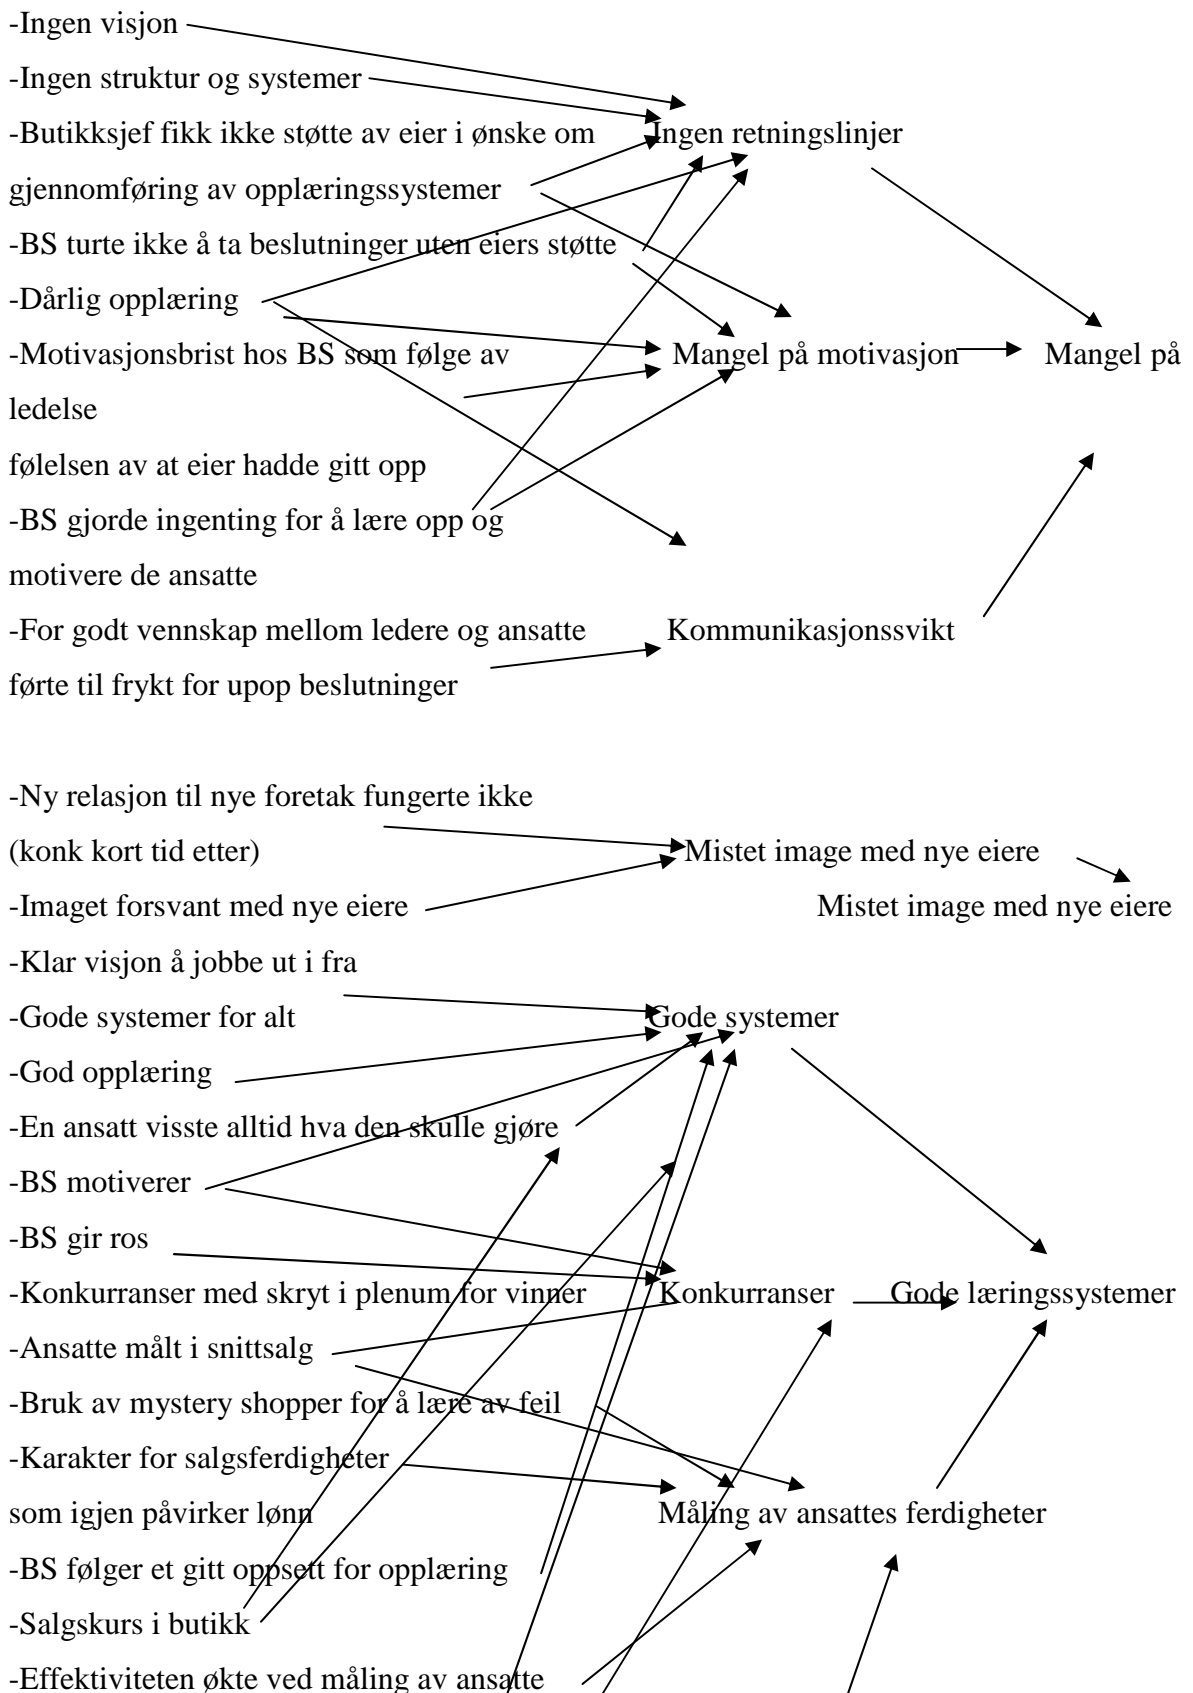 -Ingen visjon
-Ingen struktur og systemer
-Butikksjef fikk ikke støtte av eier i ønske om Ingen retningslinjer
gjennomføring av opplæringssystemer
-BS turte ikke å ta beslutninger uten eiers støtte
-Dårlig opplæring
-Motivasjonsbrist hos BS som følge av Mangel på motivasjon Mangel på
ledelse
følelsen av at eier hadde gitt opp
-BS gjorde ingenting for å lære opp og
motivere de ansatte
-For godt vennskap mellom ledere og ansatte Kommunikasjonssvikt
førte til frykt for upop beslutninger
-Ny relasjon til nye foretak fungerte ikke
(konk kort tid etter) Mistet image med nye eiere
-Imaget forsvant med nye eiere Mistet image med nye eiere
-Klar visjon å jobbe ut i fra
-Gode systemer for alt Gode systemer
-God opplæring
-En ansatt visste alltid hva den skulle gjøre
-BS motiverer
-BS gir ros
-Konkurranser med skryt i plenum for vinner Konkurranser Gode læringssystemer
-Ansatte målt i snittsalg
-Bruk av mystery shopper for å lære av feil
-Karakter for salgsferdigheter
som igjen påvirker lønn Måling av ansattes ferdigheter
-BS følger et gitt oppsett for opplæring
-Salgskurs i butikk
-Effektiviteten økte ved måling av ansatte